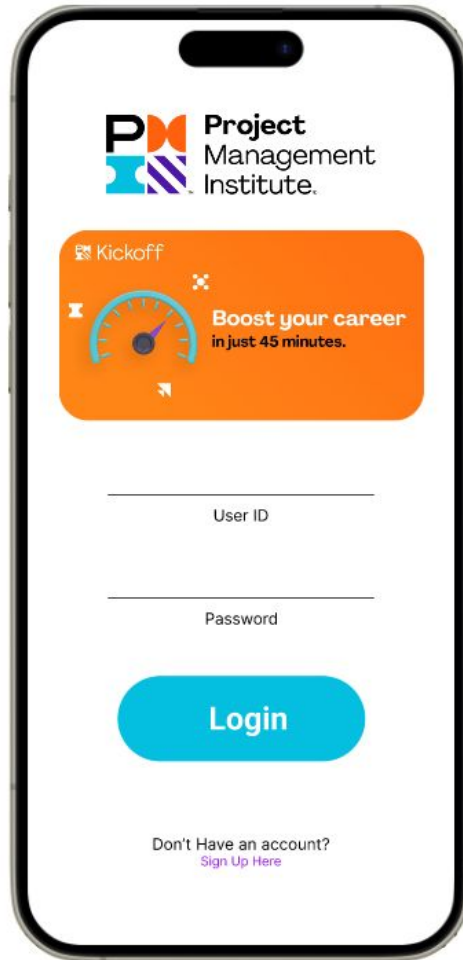 Project
Management
Institute.
Kickoff
Boost your career
in just 45 minutes.
User ID
Password
Login
Don't Have an account?
Sign Up Here